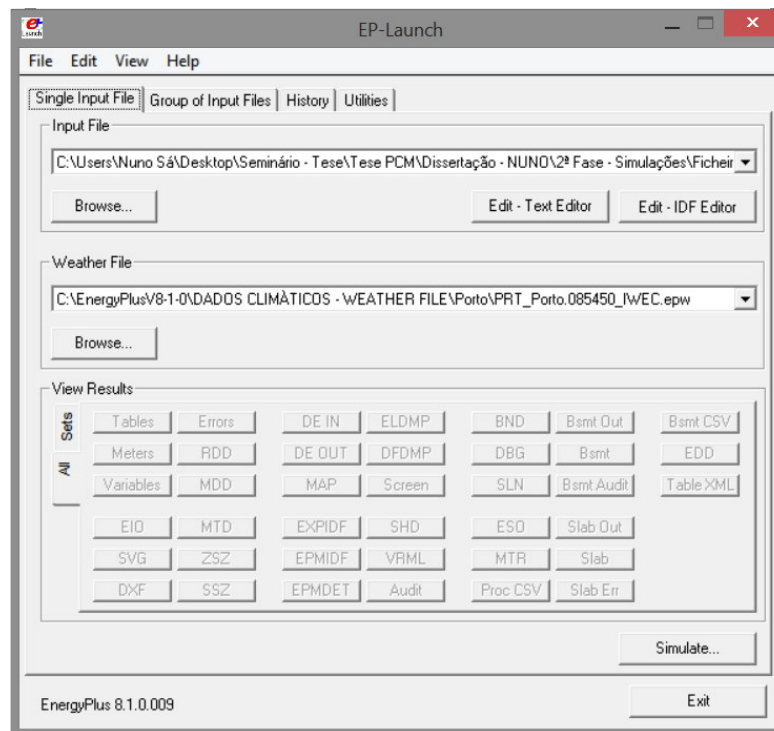 EP-Launch
File Edit View Help
Single Input File Group of Input Files History Utilities
Input File
C:\Users\Nuno Sá\Desktop\Seminário - Tese\Tese PCM\Dissertação - NUNO\2ª Fase - Simulações\Ficheir
Browse... Edit - Text Editor Edit - IDF Editor
Weather File
C:\EnergyPlusV8-1-0\DADOS CLIMÀTICOS - WEATHER FILE\Porto\PRT_Porto.085450_IWEC.epw
Browse...
View Results
Sets
All
Tables Errors DE IN ELDMP BND Bsmt Out Bsmt CSV
Meters RDD DE OUT DFDMP DBG Bsmt EDD
Variables MDD MAP Screen SLN Bsmt Audit Table XML
EIO MTD EXPIDF SHD ESO Slab Out
SVG ZSZ EPMIDF VRML MTR Slab
DXF SSZ EPMDET Audit Proc CSV Slab Err
Simulate...
EnergyPlus 8.1.0.009 Exit